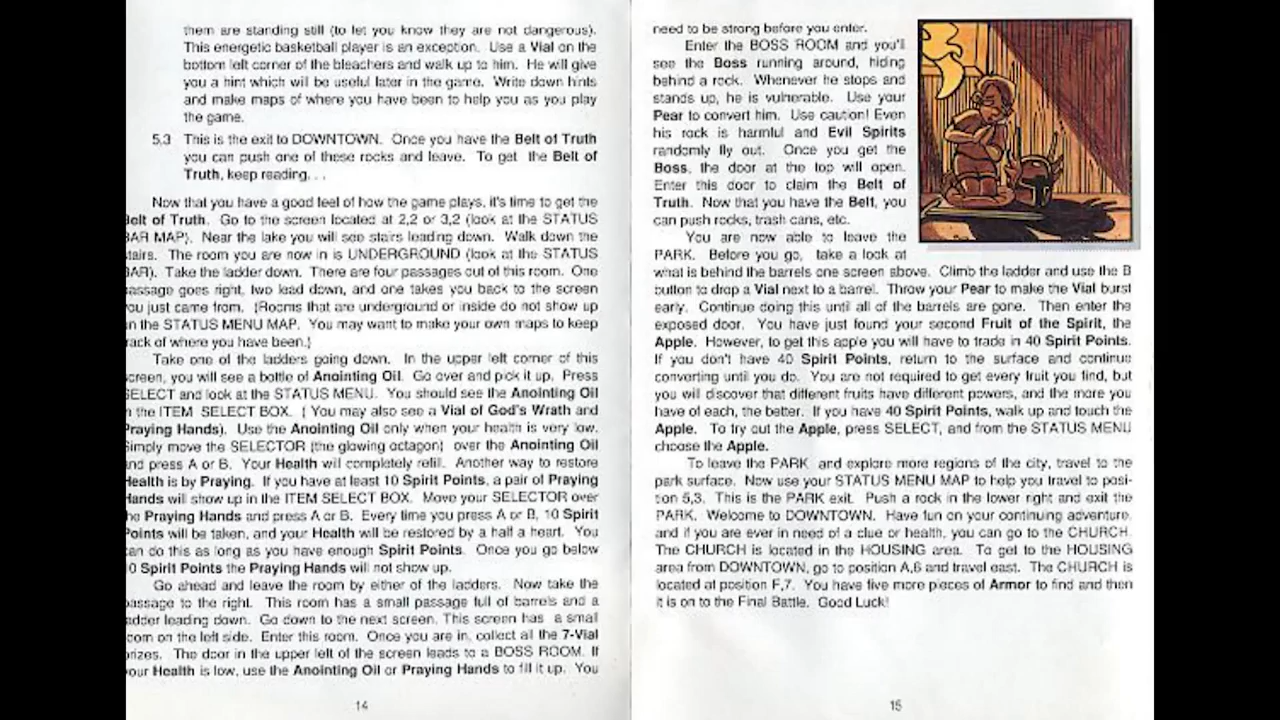 them are standing still (to let you know they are not dangerous).
This energetic basketball player is an exception. Use a Vial on the
bottom left corner of the bleachers and walk up to him. He will give
you a hint which will be useful later in the game. Write down hints
and make maps of where you have been to help you as you play
the game.
5,3 This is the exit to DOWNTOWN. Once you have the Belt of Truth
you can push one of these rocks and leave. To get the Belt of
Truth, keep reading. . .
Now that you have a good feel of how the game plays, it's time to get the
Belt of Truth. Go to the screen located at 2,2 or 3,2 (look at the STATUS
BAR MAP). Near the lake you will see stairs leading down. Walk down the
tairs. The room you are now in is UNDERGROUND (look at the STATUS
BAR). Take the ladder down. There are four passages out of this room. One
assage goes right, two lead down, and one takes you back to the screen
ou just came from. (Rooms that are underground or inside do not show up
n the STATUS MENU MAP. You may want to make your own maps to keep
rack of where you have been.)
Take one of the ladders going down. In the upper left corner of this
creen, you will see a bottle of Anointing Oil. Go over and pick it up. Press
SELECT and look at the STATUS MENU. You should see the Anointing Oil
n the ITEM SELECT BOX. ( You may also see a Vial of God's Wrath and
Praying Hands). Use the Anointing Oil only when your health is very low.
Simply move the SELECTOR (the glowing octagon) over the Anointing Oil
and press A or B. Your Health will completely refill. Another way to restore
Health is by Praying. If you have at least 10 Spirit Points, a pair of Praying
Hands will show up in the ITEM SELECT BOX. Move your SELECTOR over
he Praying Hands and press A or B. Every time you press A or B, 10 Spirit
Points will be taken, and your Health will be restored by a half a heart. You
an do this as long as you have enough Spirit Points. Once you go below
0 Spirit Points the Praying Hands will not show up.
Go ahead and leave the room by either of the ladders. Now take the
assage to the right. This room has a small passage full of barrels and a
adder leading down. Go down to the next screen. This screen has a small
oom on the left side. Enter this room. Once you are in, collect all the 7-Vial
rizes. The door in the upper left of the screen leads to a BOSS ROOM. If
our Health is low, use the Anointing Oil or Praying Hands to fill it up. You
14
need to be strong before you enter.
Enter the BOSS ROOM and you'll
see the Boss running around, hiding
behind a rock. Whenever he stops and
stands up, he is vulnerable. Use your
Pear to convert him. Use caution! Even
his rock is harmful and Evil Spirits
randomly fly out. Once you get the
Boss, the door at the top will open.
Enter this door to claim the Belt of
Truth. Now that you have the Belt, you
can push rocks, trash cans, etc.
You are now able to leave the
PARK. Before you go, take a look at
what is behind the barrels one screen above. Climb the ladder and use the B
button to drop a Vial next to a barrel. Throw your Pear to make the Vial burst
early. Continue doing this until all of the barrels are gone. Then enter the
exposed door. You have just found your second Fruit of the Spirit, the
Apple. However, to get this apple you will have to trade in 40 Spirit Points.
If you don't have 40 Spirit Points, return to the surface and continue
converting until you do. You are not required to get every fruit you find, but
you will discover that different fruits have different powers, and the more you
have of each, the better. If you have 40 Spirit Points, walk up and touch the
Apple. To try out the Apple, press SELECT, and from the STATUS MENU
choose the Apple.
To leave the PARK and explore more regions of the city, travel to the
park surface. Now use your STATUS MENU MAP to help you travel to posi-
tion 5,3. This is the PARK exit. Push a rock in the lower right and exit the
PARK. Welcome to DOWNTOWN. Have fun on your continuing adventure,
and if you are ever in need of a clue or health, you can go to the CHURCH.
The CHURCH is located in the HOUSING area. To get to the HOUSING
area from DOWNTOWN, go to position A,6 and travel east. The CHURCH is
located at position F,7. You have five more pieces of Armor to find and then
it is on to the Final Battle. Good Luck!
15